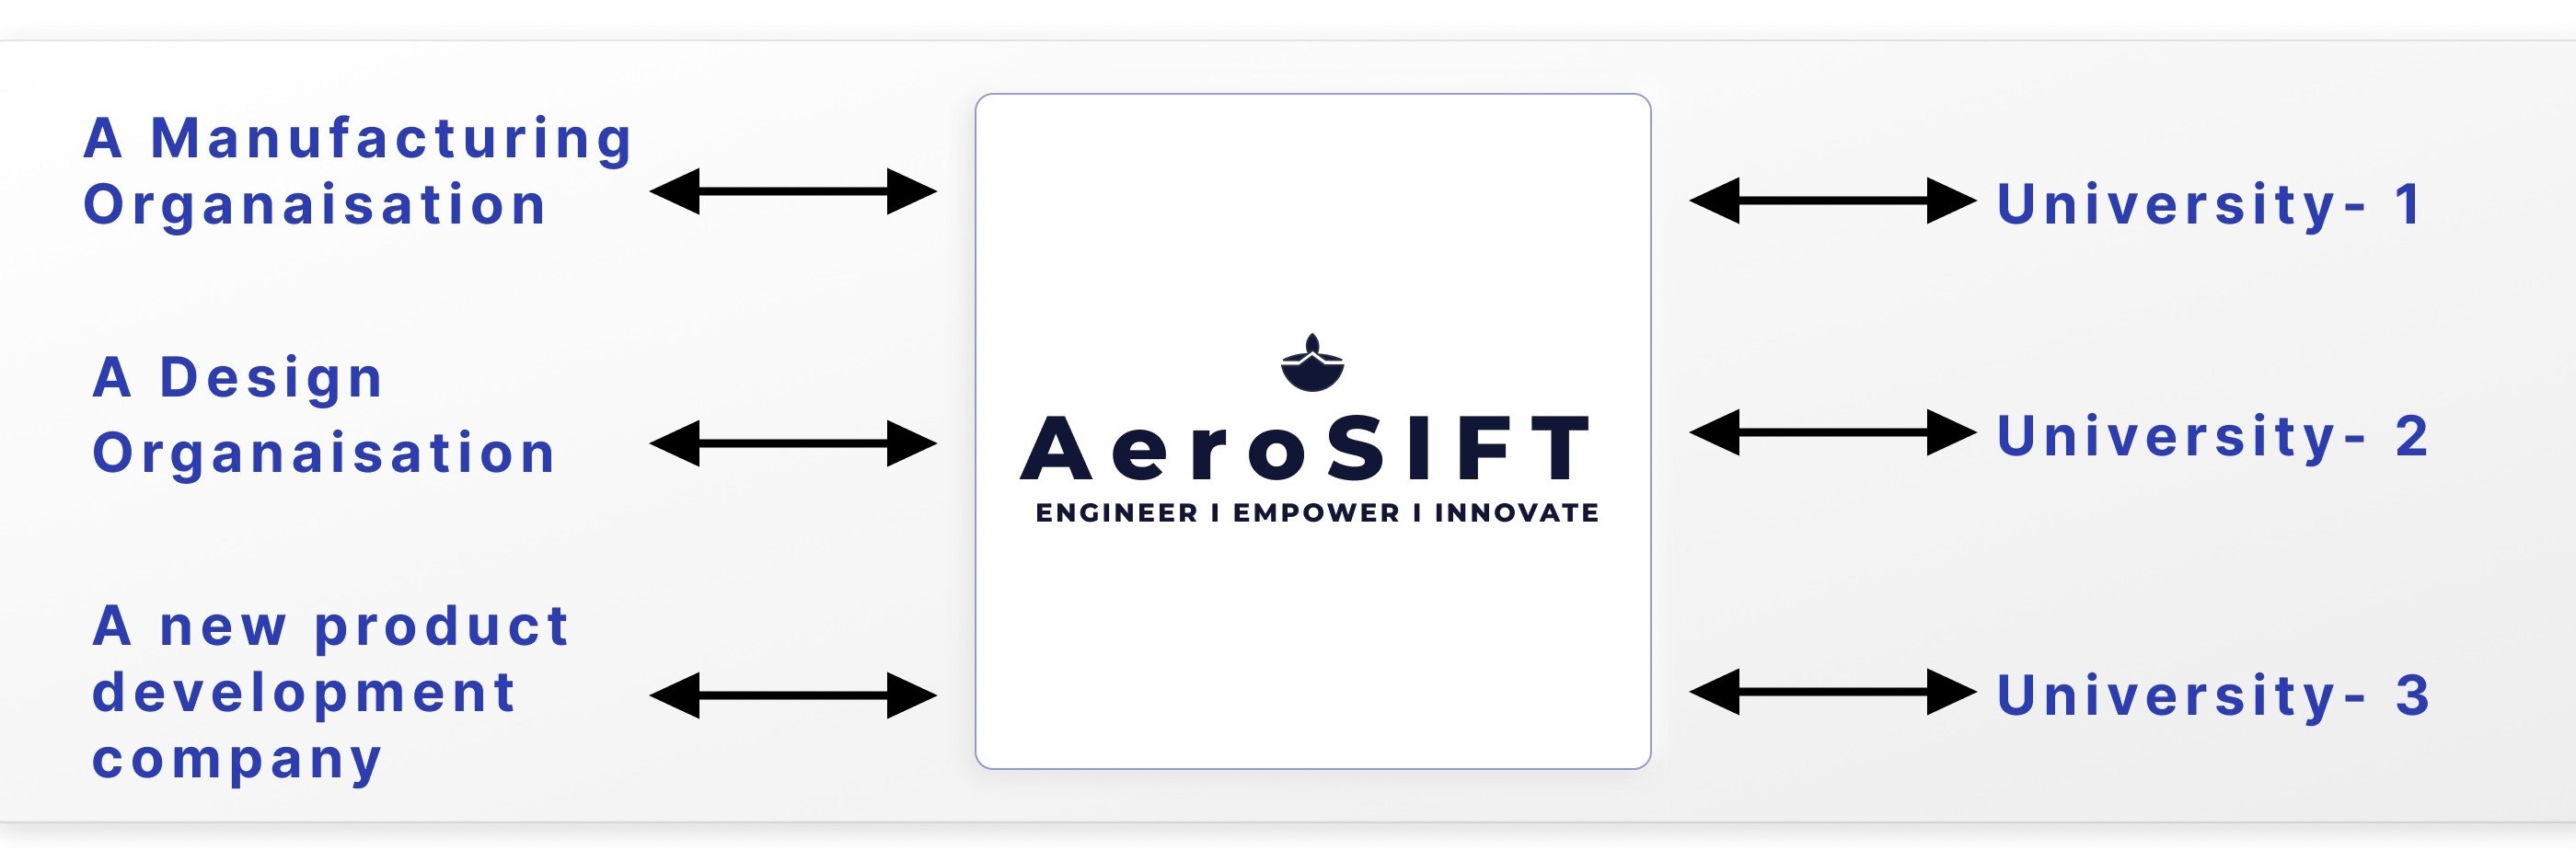 A Manufacturing
Organaisation
A Design
Organaisation
A new product
development
company
AeroSIFT
ENGINEER I EMPOWER I INNOVATE
University- 1
University- 2
University- 3